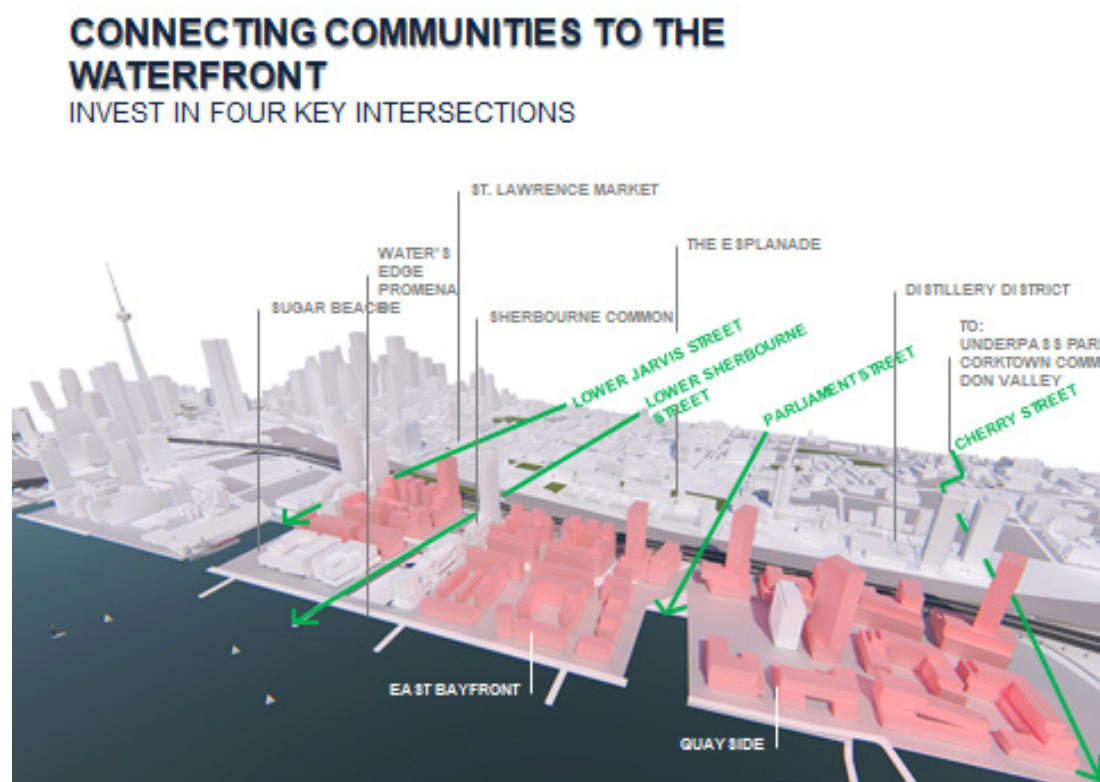 CONNECTING COMMUNITIES TO THE
WATERFRONT
INVEST IN FOUR KEY INTERSECTIONS
ST. LAWRENCE MARKET
WATER'S
EDGE
PROMENA
DE
THE ESPLANADE
SUGAR BEACH
SHERBOURNE COMMON
DISTILLERY DISTRICT
TO:
UNDERPASS PAR
CORKTOWN COMM
DON VALLEY
LOWER JARVIS STREET
LOWER SHERBOURNE
STREET
PARLIAMENT STREET
CHERRY STREET
EAST BAYFRONT
QUAYSIDE